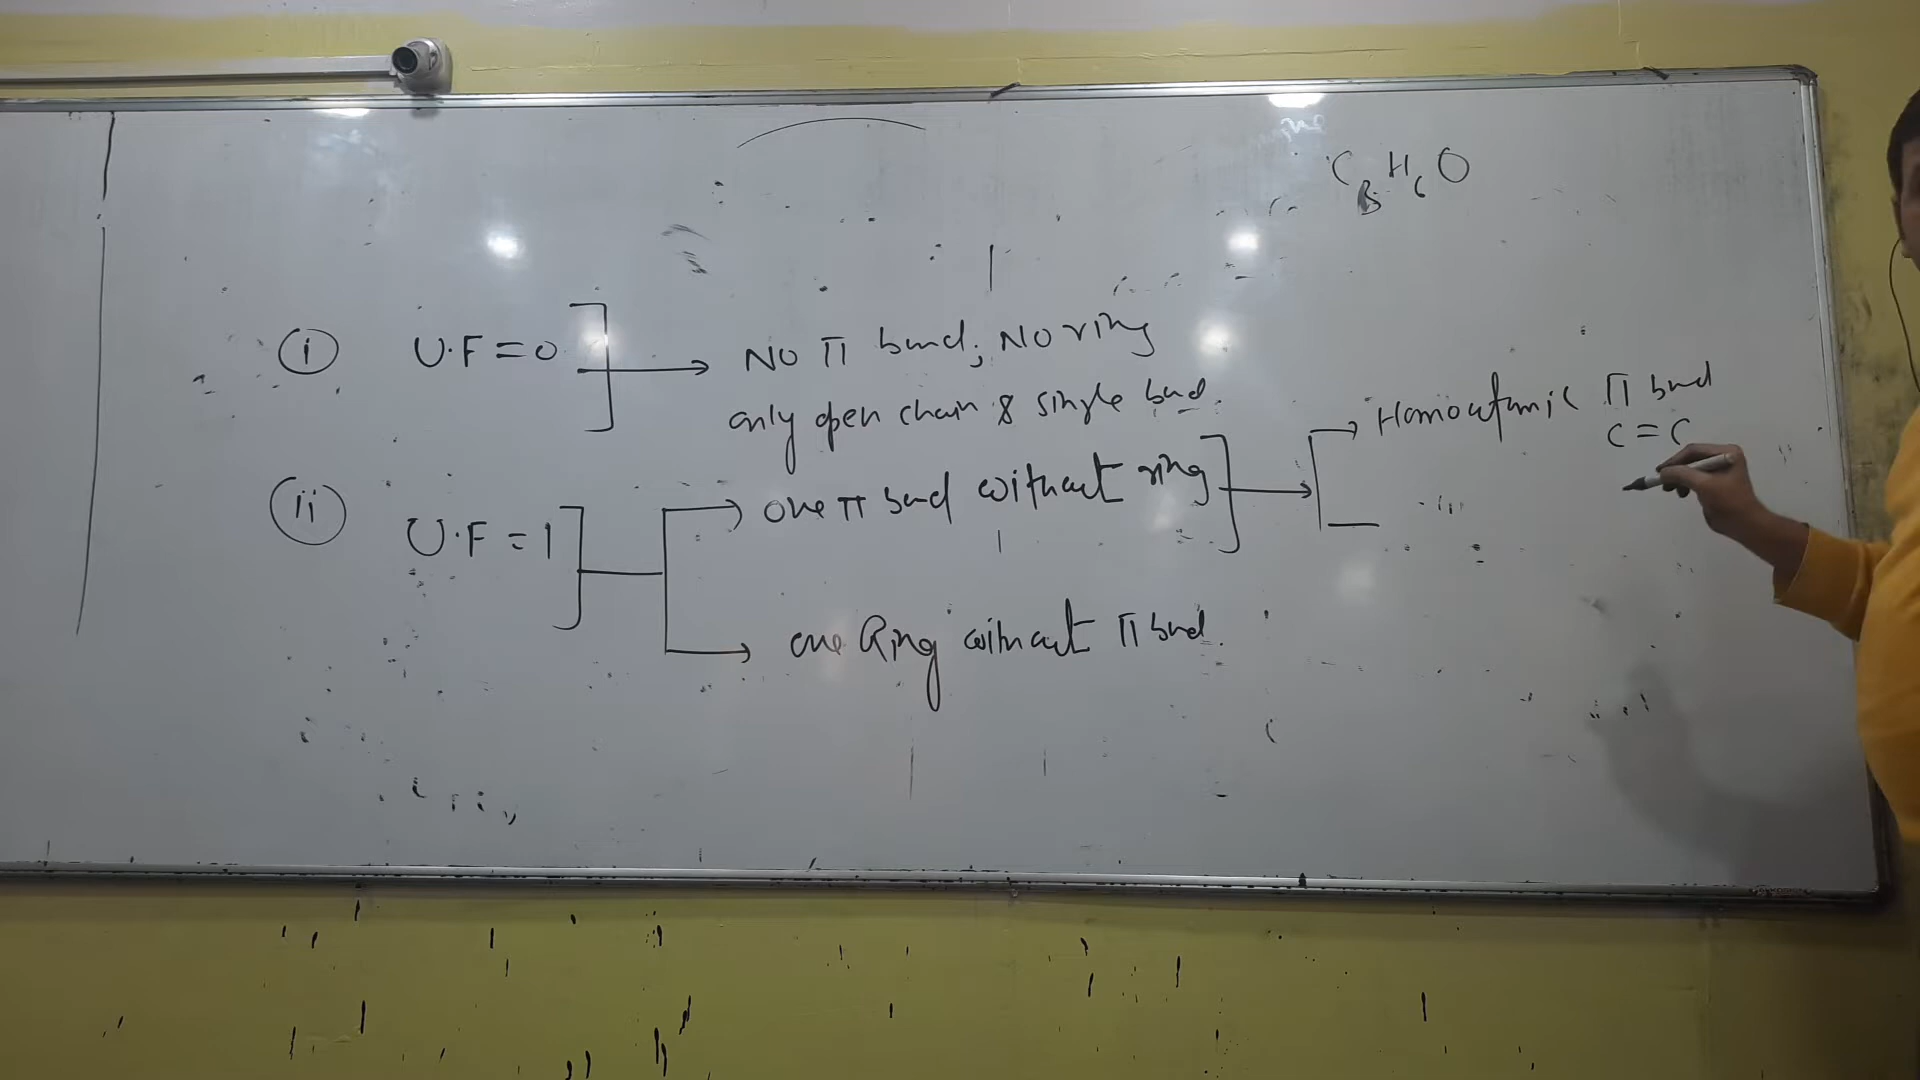 C3H6O
(i) U.F = 0 → NO π bond; NO ring
only open chain & single bond.
→ Homoatomic π bond
C = C
(ii) U.F = 1 → one π bond without ring →
→ one Ring without π bond.